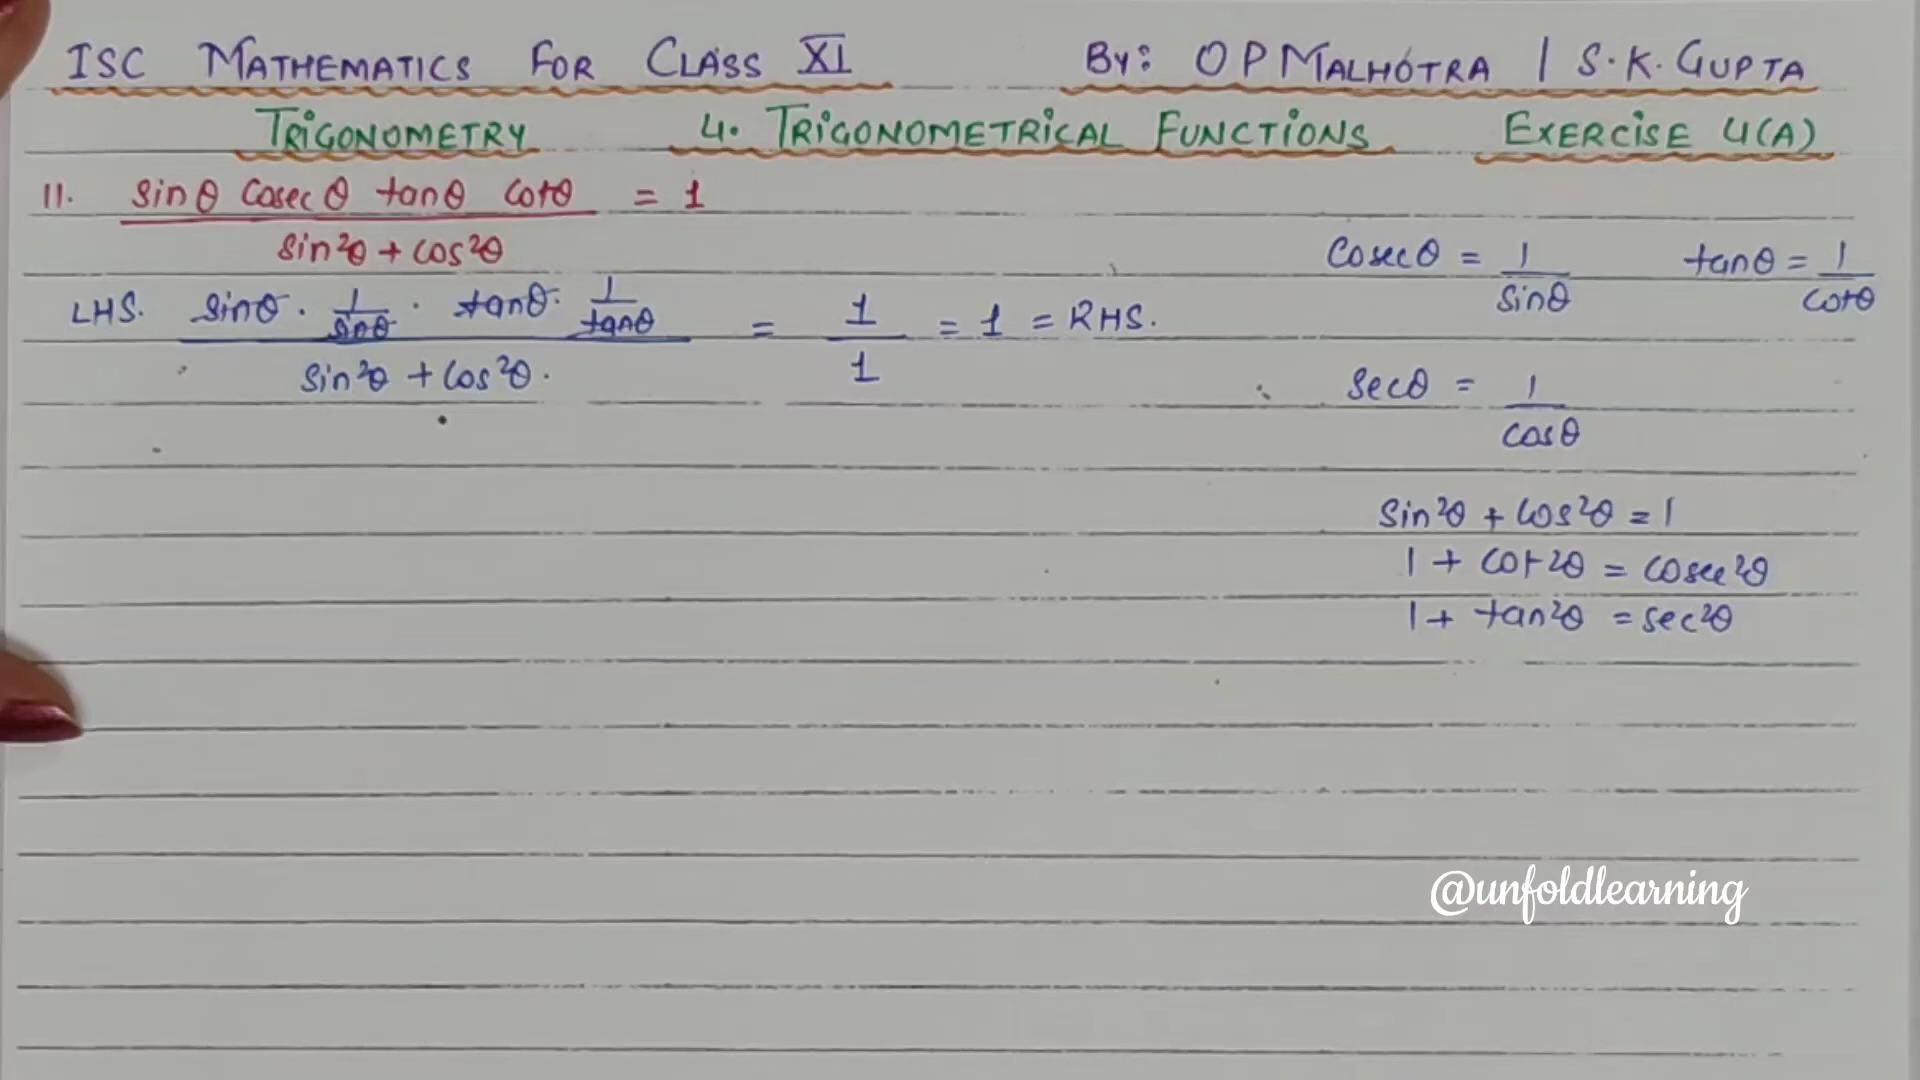 ISC MATHEMATICS FOR CLASS XI By: O P MALHOTRA | S.K. GUPTA
TRIGONOMETRY 4. TRIGONOMETRICAL FUNCTIONS EXERCISE 4(A)
11. sinθ cosecθ tanθ cotθ = 1
sin²θ + cos²θ
cosecθ = 1/sinθ tanθ = 1/cotθ
LHS. sinθ · 1/sinθ · tanθ · 1/tanθ = 1/1 = 1 = RHS.
sin²θ + cos²θ.
secθ = 1/cosθ
sin²θ + cos²θ = 1
1 + cot²θ = cosec²θ
1 + tan²θ = sec²θ
@unfoldlearning